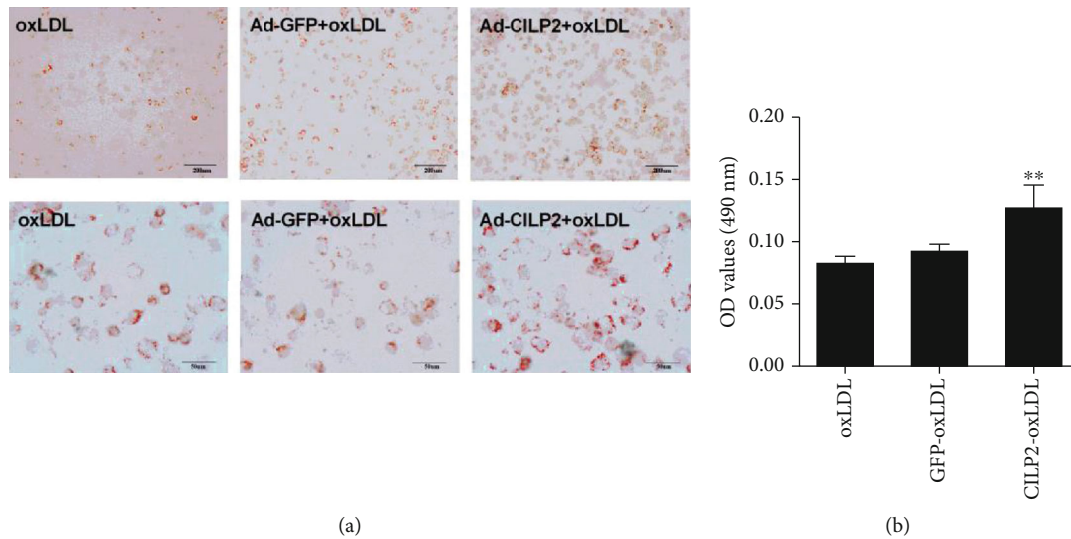 oxLDL
Ad-GFP+oxLDL
Ad-CILP2+oxLDL
oxLDL
Ad-GFP+oxLDL
Ad-CILP2+oxLDL
(a)
OD values (490 nm)
0.20
0.15
0.10
0.05
0.00
**
oxLDL
GFP-oxLDL
CILP2-oxLDL
(b)